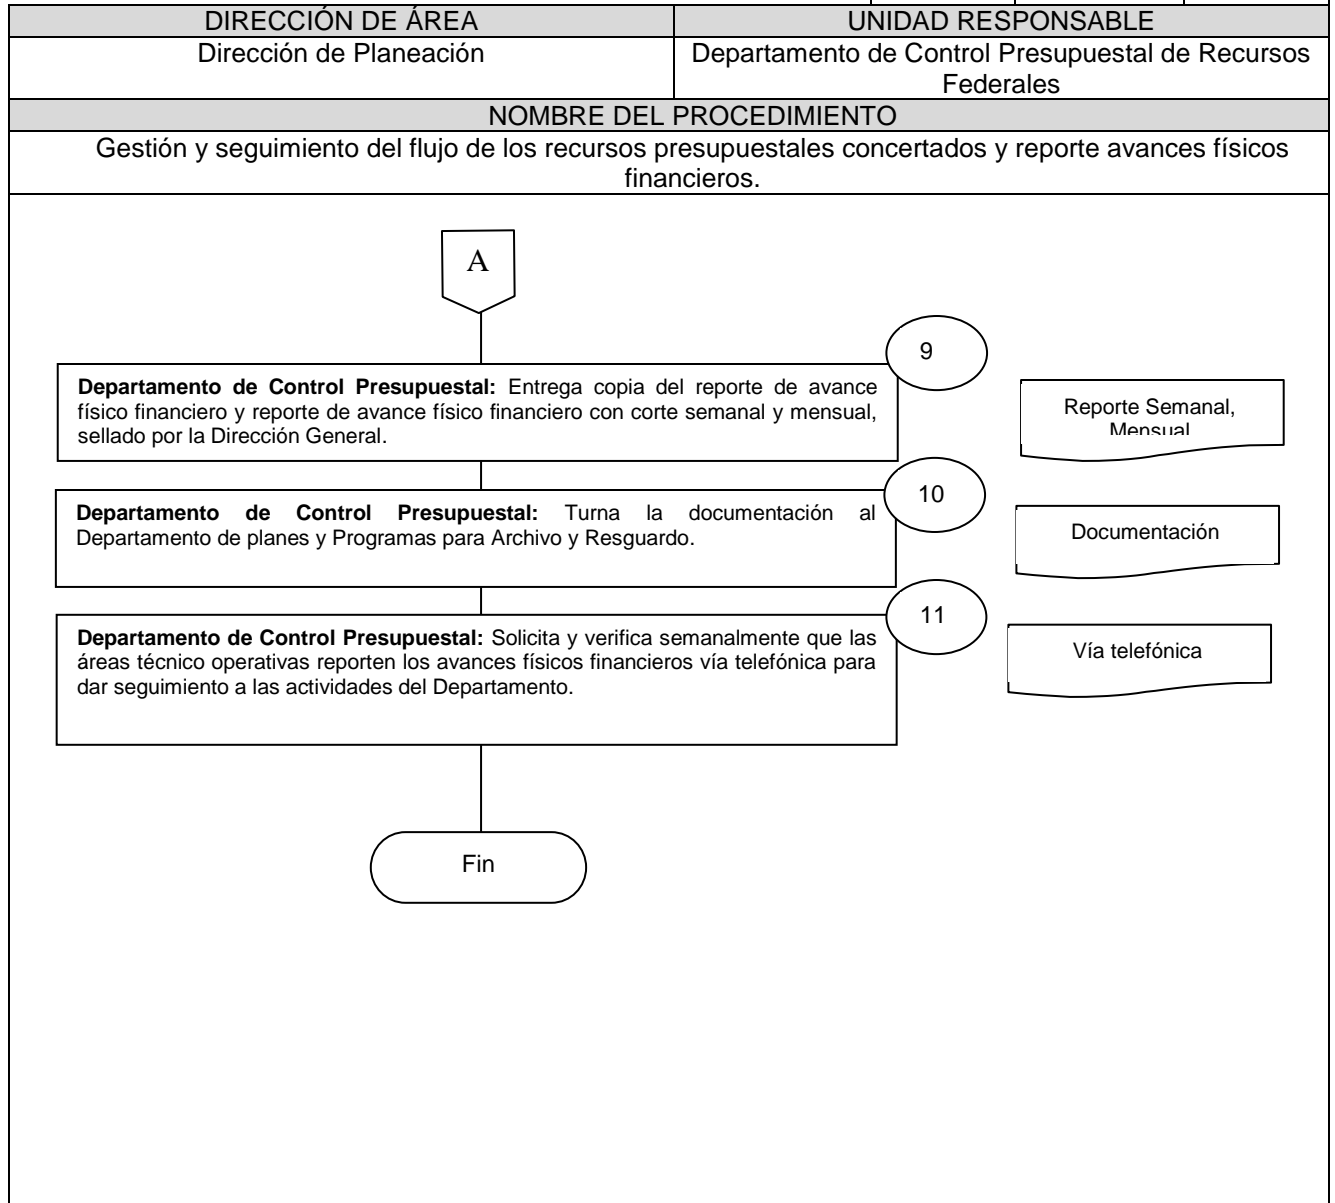 DIRECCIÓN DE ÁREA
UNIDAD RESPONSABLE
Dirección de Planeación
Departamento de Control Presupuestal de Recursos
Federales
NOMBRE DEL PROCEDIMIENTO
Gestión y seguimiento del flujo de los recursos presupuestales concertados y reporte avances físicos
financieros.
A
9
Departamento de Control Presupuestal: Entrega copia del reporte de avance
físico financiero y reporte de avance físico financiero con corte semanal y mensual,
sellado por la Dirección General.
Reporte Semanal,
Mensual
10
Departamento de Control Presupuestal: Turna la documentación al
Departamento de planes y Programas para Archivo y Resguardo.
Documentación
11
Departamento de Control Presupuestal: Solicita y verifica semanalmente que las
áreas técnico operativas reporten los avances físicos financieros vía telefónica para
dar seguimiento a las actividades del Departamento.
Vía telefónica
Fin